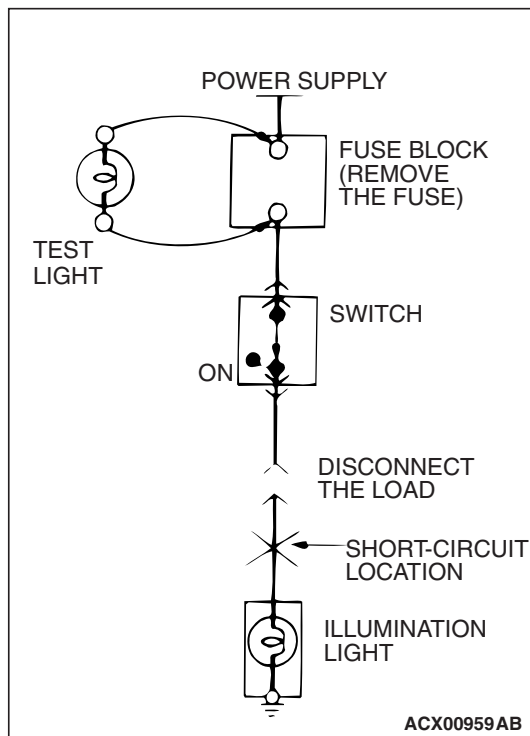 POWER SUPPLY
FUSE BLOCK
(REMOVE
THE FUSE)
TEST
LIGHT
SWITCH
ON
DISCONNECT
THE LOAD
SHORT-CIRCUIT
LOCATION
ILLUMINATION
LIGHT
ACX00959AB